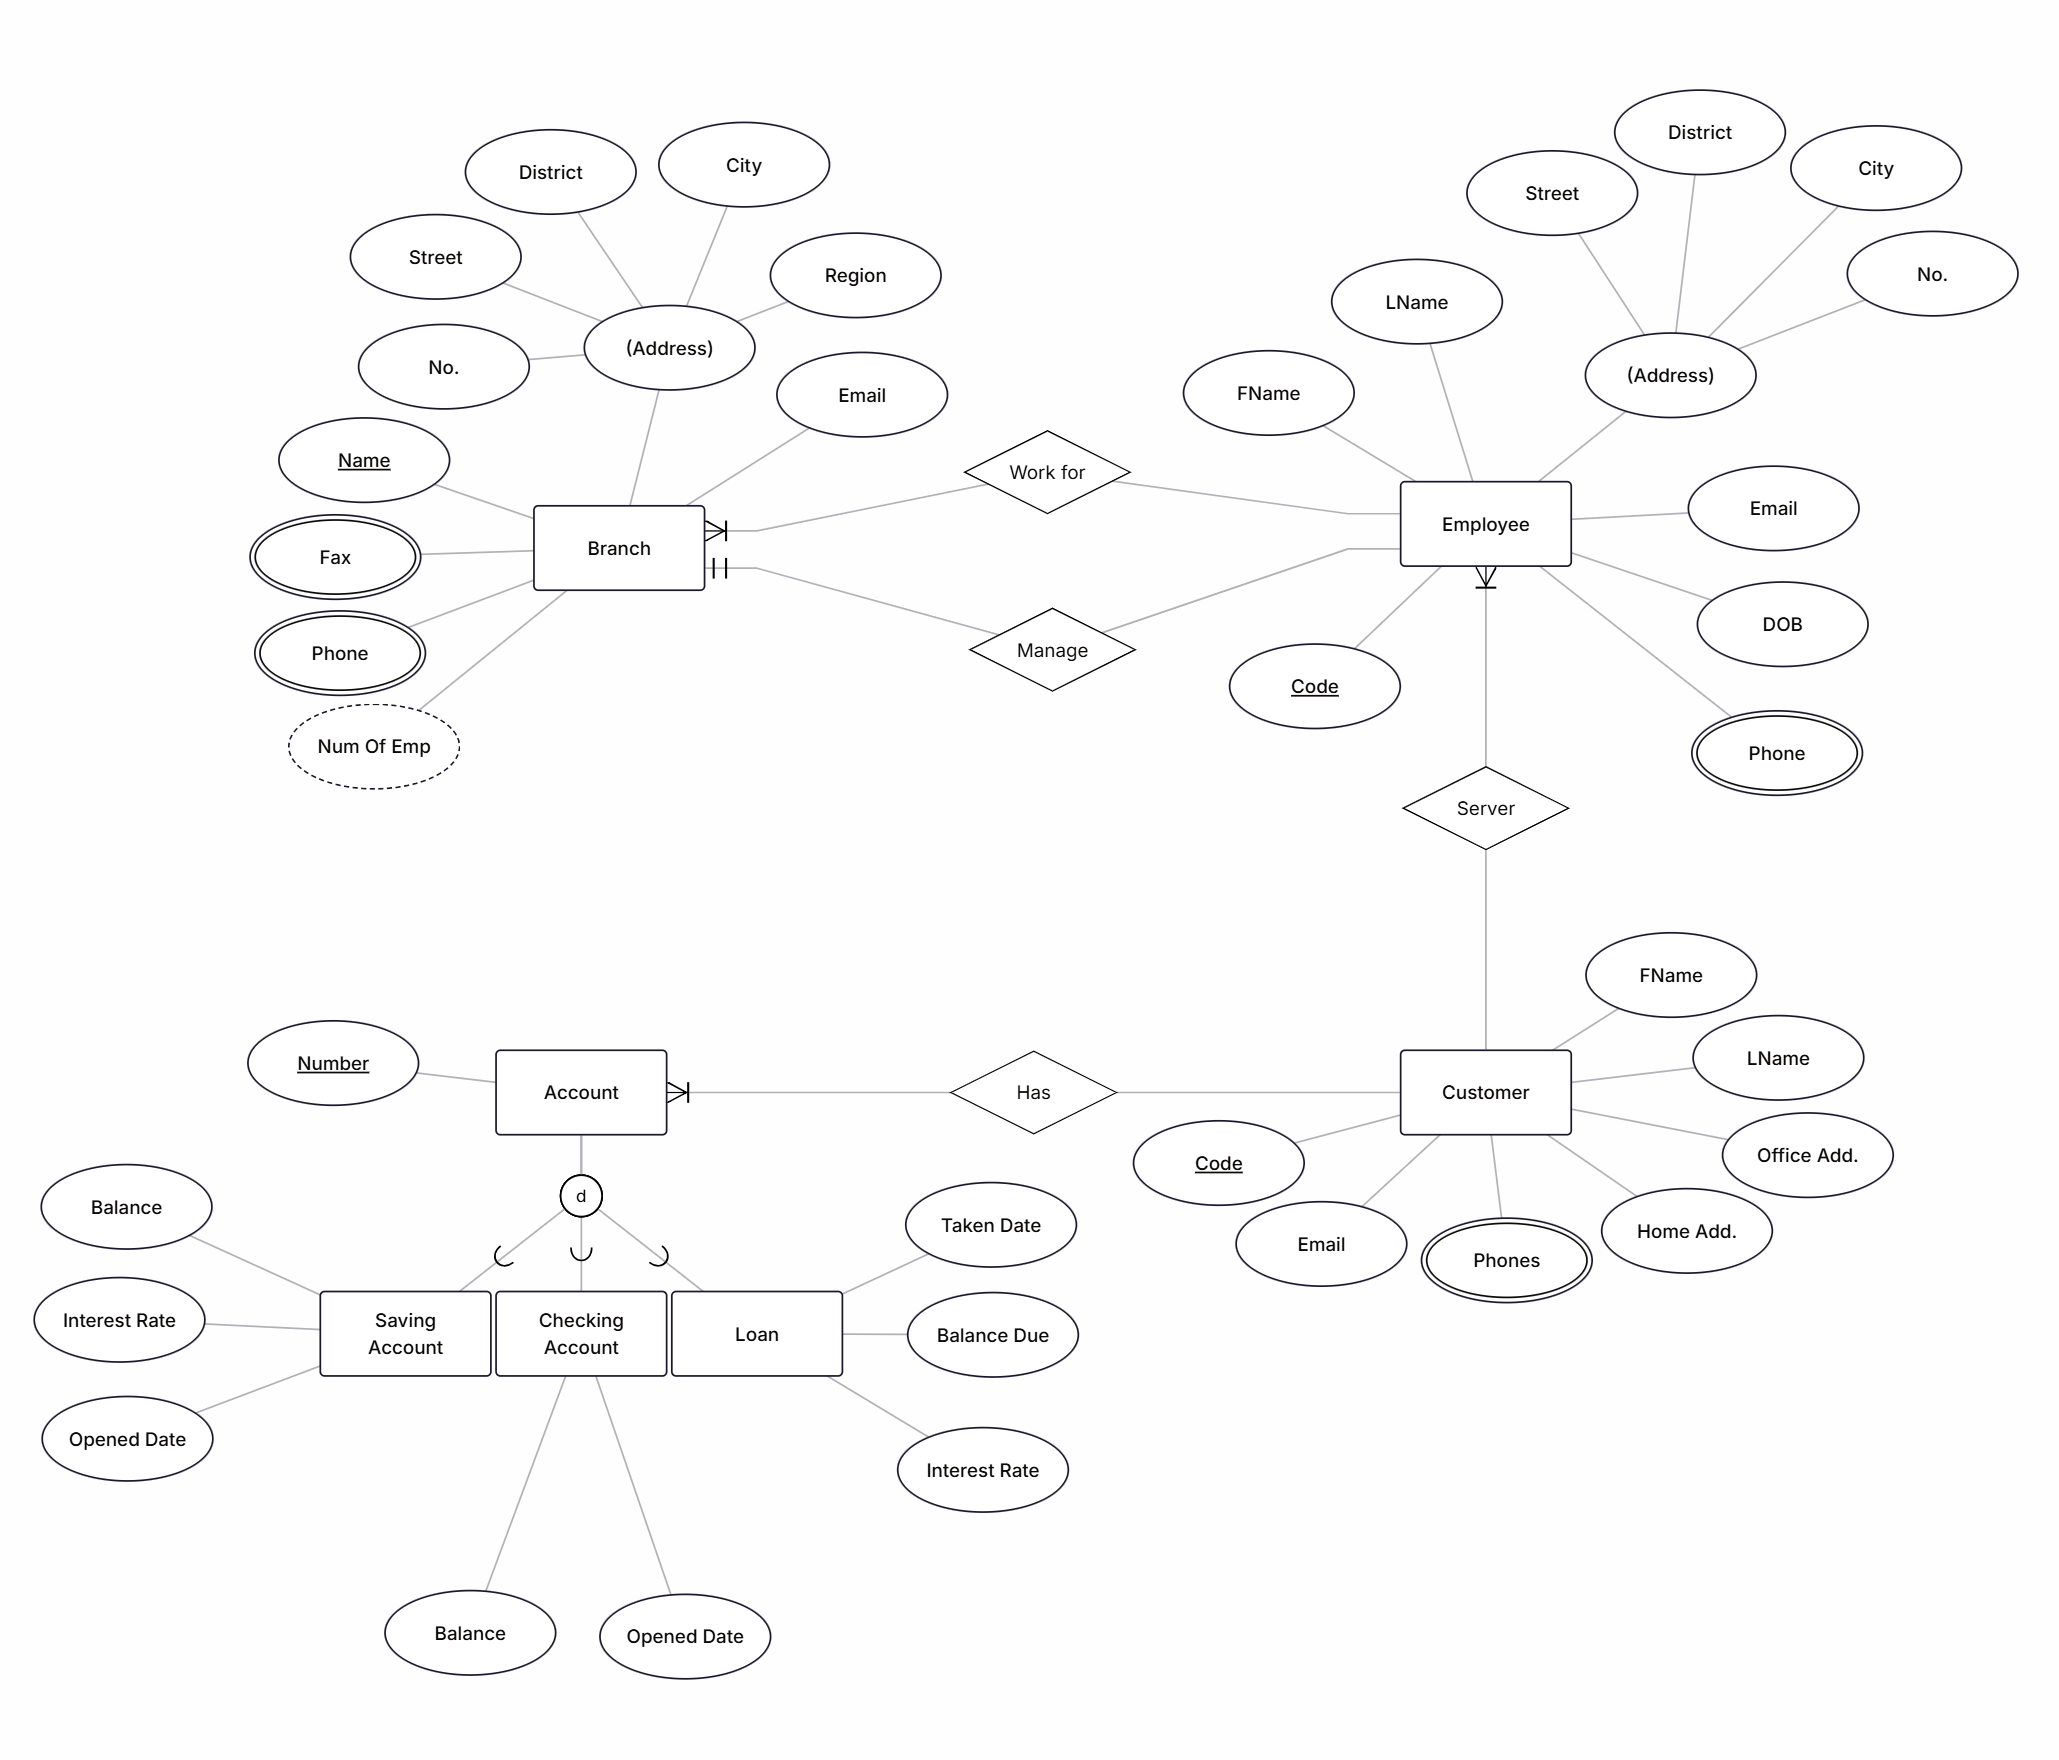 District
City
Street
Region
No.
(Address)
Email
Name
Fax
Branch
Phone
Num Of Emp
Work for
Manage
District
City
Street
No.
LName
FName
(Address)
Email
Employee
DOB
Code
Phone
Server
FName
LName
Customer
Office Add.
Code
Home Add.
Email
Phones
Has
Number
Account
d
Balance
Interest Rate
Opened Date
Saving
Account
Checking
Account
Loan
Taken Date
Balance Due
Interest Rate
Balance
Opened Date